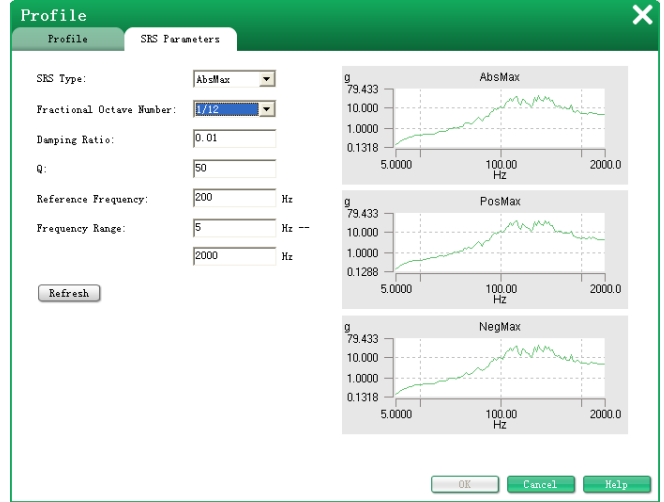 Profile
Profile SRS Parameters
SRS Type: AbsMax
Fractional Octave Number: 1/12
Damping Ratio: 0.01
Q: 50
Reference Frequency: 200 Hz
Frequency Range: 5 Hz --
2000 Hz
Refresh
g AbsMax
79.433
10.000
1.0000
0.1318
5.0000 100.00 2000.0
Hz
g PosMax
79.433
10.000
1.0000
0.1288
5.0000 100.00 2000.0
Hz
g NegMax
79.433
10.000
1.0000
0.1318
5.0000 100.00 2000.0
Hz
OK Cancel Help